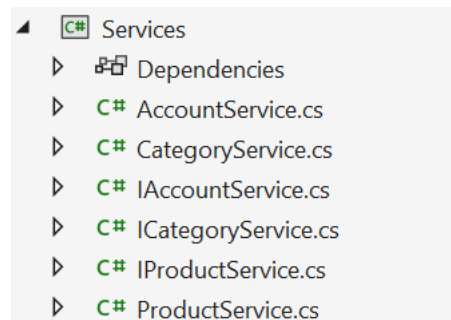 C# Services
Dependencies
C# AccountService.cs
C# CategoryService.cs
C# IAccountService.cs
C# ICategoryService.cs
C# IProductService.cs
C# ProductService.cs